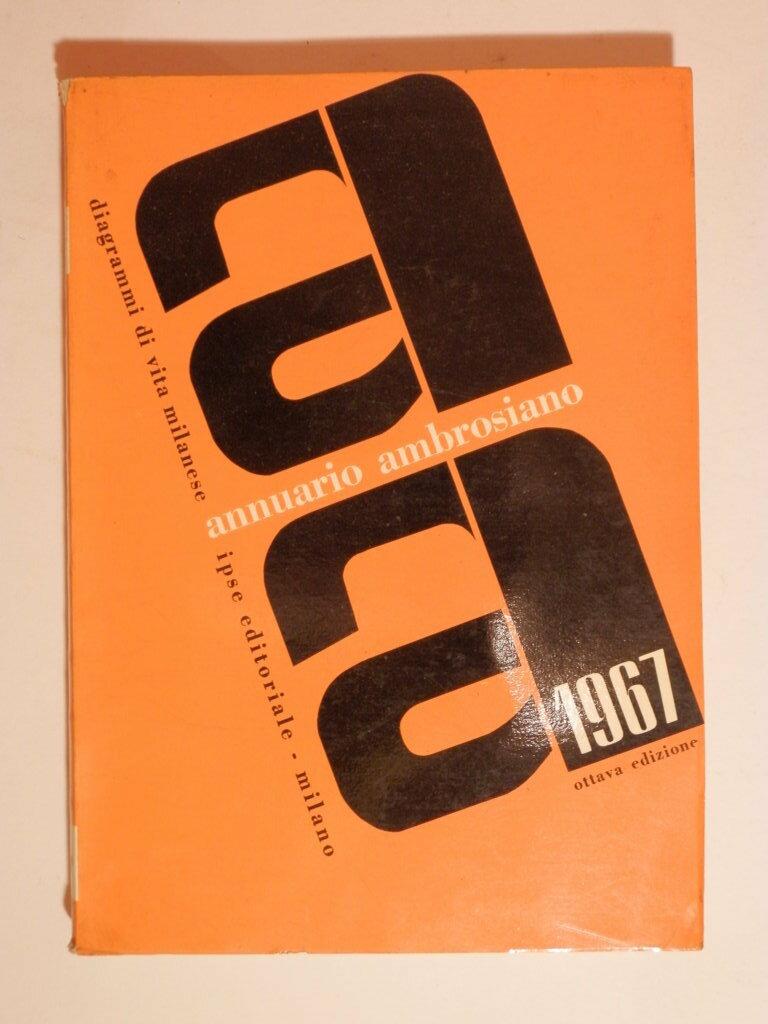 a
diagrammi di vita milanese
annuario ambrosiano
a
ipse editoriale - milano
1967
ottava edizione